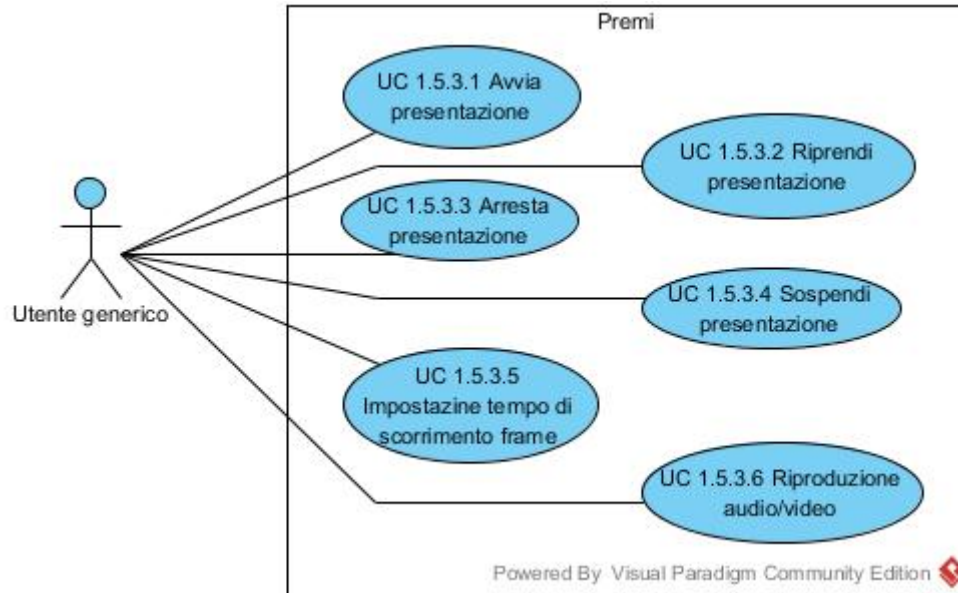 Premi
UC 1.5.3.1 Avvia
presentazione
UC 1.5.3.2 Riprendi
presentazione
UC 1.5.3.3 Arresta
presentazione
Utente generico
UC 1.5.3.4 Sospendi
presentazione
UC 1.5.3.5
Impostazine tempo di
scorrimento frame
UC 1.5.3.6 Riproduzione
audio/video
Powered By Visual Paradigm Community Edition